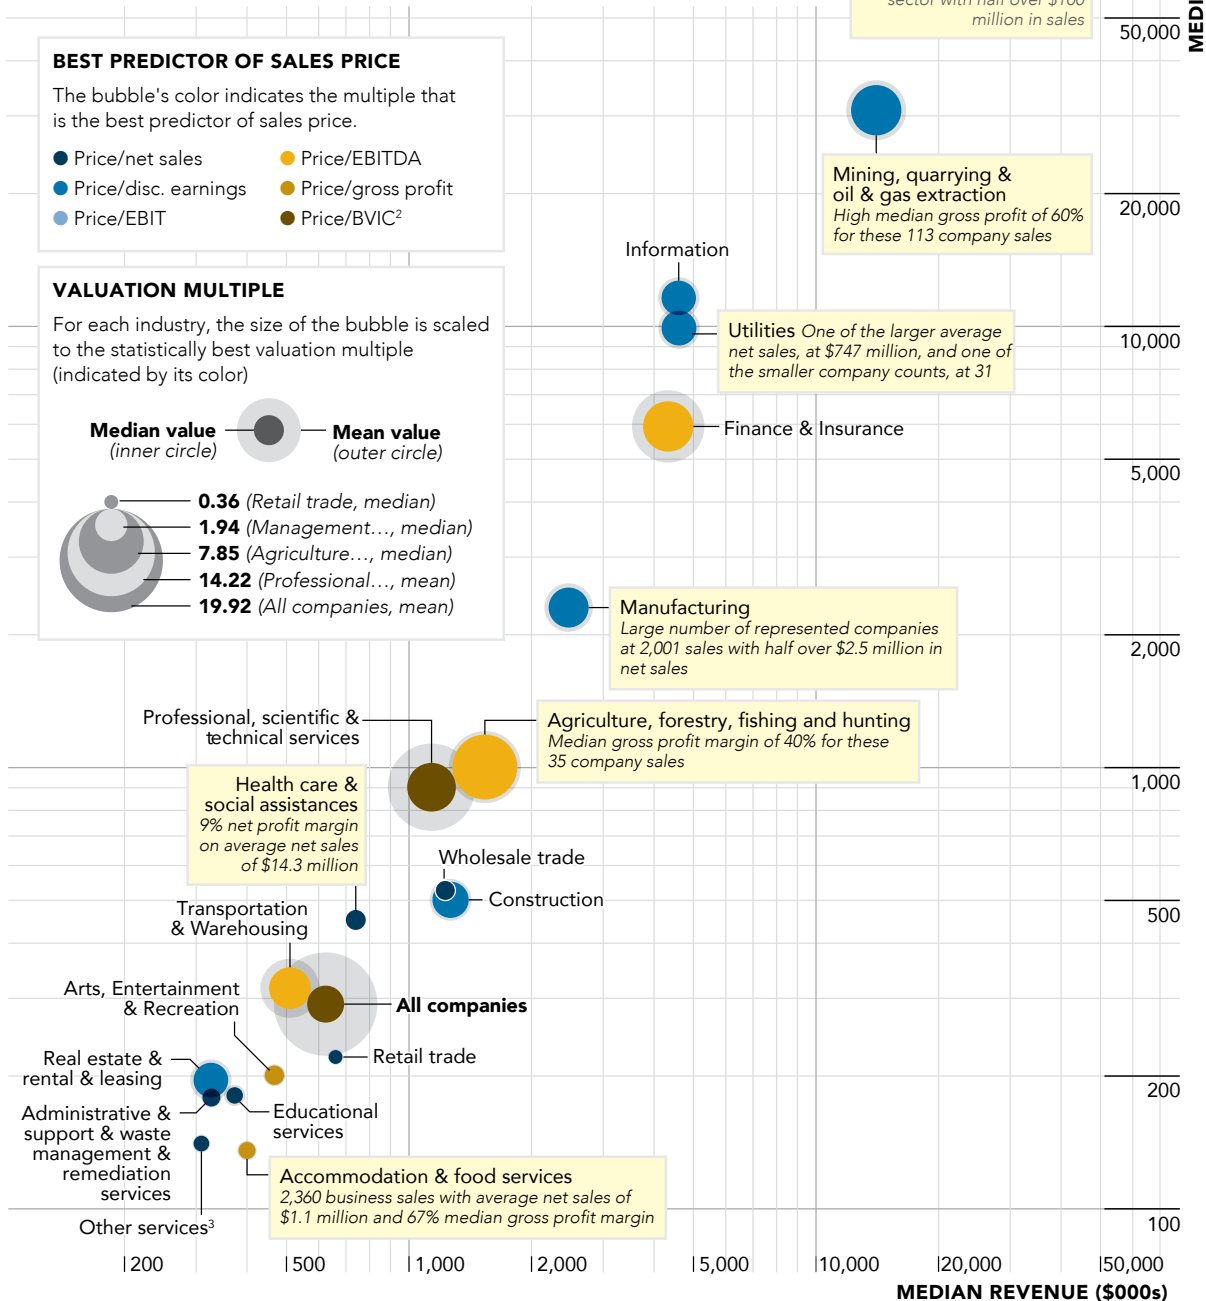 sector with half over $100
million in sales
MEDI
50,000
BEST PREDICTOR OF SALES PRICE
The bubble's color indicates the multiple that
is the best predictor of sales price.
Price/net sales
Price/EBITDA
Price/disc. earnings
Price/gross profit
Price/EBIT
Price/BVIC²
Mining, quarrying &
oil & gas extraction
High median gross profit of 60%
for these 113 company sales
20,000
Information
VALUATION MULTIPLE
For each industry, the size of the bubble is scaled
to the statistically best valuation multiple
(indicated by its color)
Utilities One of the larger average
net sales, at $747 million, and one of
the smaller company counts, at 31
10,000
Median value
(inner circle)
Mean value
(outer circle)
Finance & Insurance
5,000
0.36 (Retail trade, median)
1.94 (Management…, median)
7.85 (Agriculture…, median)
14.22 (Professional…, mean)
19.92 (All companies, mean)
Manufacturing
Large number of represented companies
at 2,001 sales with half over $2.5 million in
net sales
2,000
Professional, scientific &
technical services
Agriculture, forestry, fishing and hunting
Median gross profit margin of 40% for these
35 company sales
1,000
Health care &
social assistances
9% net profit margin
on average net sales
of $14.3 million
Wholesale trade
Construction
500
Transportation
& Warehousing
Arts, Entertainment
& Recreation
All companies
Real estate &
rental & leasing
Retail trade
200
Administrative &
support & waste
management &
remediation
services
Educational
services
Accommodation & food services
2,360 business sales with average net sales of
$1.1 million and 67% median gross profit margin
Other services³
100
200
500
1,000
2,000
5,000
10,000
20,000
50,000
MEDIAN REVENUE ($000s)